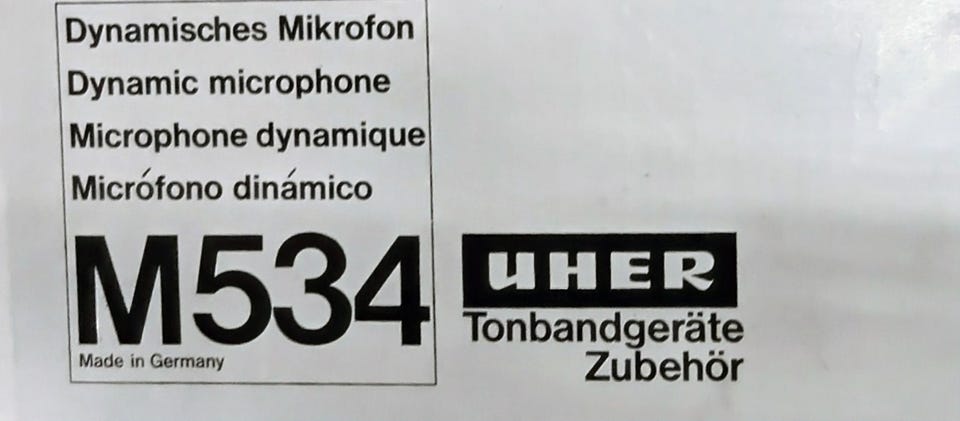 Dynamisches Mikrofon
Dynamic microphone
Microphone dynamique
Micrófono dinámico
M534
Made in Germany
UHER
Tonbandgeräte
Zubehör